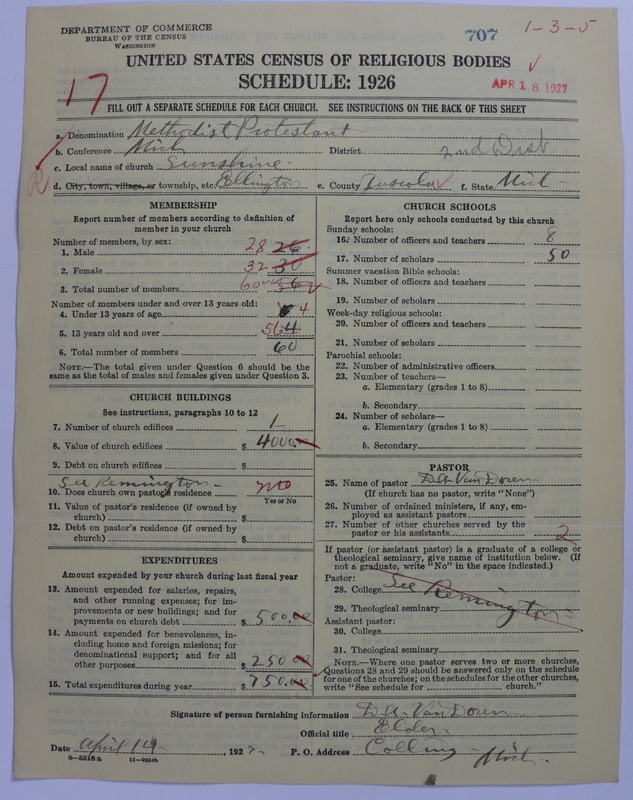 DEPARTMENT OF COMMERCE
BUREAU OF THE CENSUS
WASHINGTON
707
1-3-5
UNITED STATES CENSUS OF RELIGIOUS BODIES
SCHEDULE: 1926
APR 18 1927
17
FILL OUT A SEPARATE SCHEDULE FOR EACH CHURCH. SEE INSTRUCTIONS ON THE BACK OF THIS SHEET
a. Denomination Methodist Protestant
b. Conference Mich District 2nd Dist
c. Local name of church Sunshine
R
d. City, town, village, or township, etc. Ellington e. County Tuscola f. State Mich
MEMBERSHIP
Report number of members according to definition of
member in your church
Number of members, by sex:
1. Male 28 26
2. Female 32 30
3. Total number of members 60 56
Number of members under and over 13 years old:
4. Under 13 years of age 4
5. 13 years old and over 56
6. Total number of members 60
NOTE.—The total given under Question 6 should be
same as the total of males and females given under Question 3.
CHURCH BUILDINGS
See instructions, paragraphs 10 to 12
7. Number of church edifices 1
8. Value of church edifices $ 4000.00
9. Debt on church edifices $
See Remington
10. Does church own pastor's residence no
Yes or No
11. Value of pastor's residence (if owned by
church) $
12. Debt on pastor's residence (if owned by
church) $
EXPENDITURES
Amount expended by your church during last fiscal year
13. Amount expended for salaries, repairs,
and other running expenses; for im-
provements or new buildings; and for
payments on church debt $ 500.00
14. Amount expended for benevolences, in-
cluding home and foreign missions; for
denominational support; and for all
other purposes $ 250 00
15. Total expenditures during year $ 750.00
CHURCH SCHOOLS
Report here only schools conducted by this church
Sunday schools:
16. Number of officers and teachers 8
17. Number of scholars 50
Summer vacation Bible schools:
18. Number of officers and teachers
19. Number of scholars
Week-day religious schools:
20. Number of officers and teachers
21. Number of scholars
Parochial schools:
22. Number of administrative officers
23. Number of teachers—
a. Elementary (grades 1 to 8)
b. Secondary
24. Number of scholars—
a. Elementary (grades 1 to 8)
b. Secondary
PASTOR
25. Name of pastor D.A. Van Doren
(If church has no pastor, write "None")
26. Number of ordained ministers, if any, em-
ployed as assistant pastors
27. Number of other churches served by the
pastor or his assistants 2
If pastor (or assistant pastor) is a graduate of a college or
theological seminary, give name of institution below. (If
not a graduate, write "No" in the space indicated.)
Pastor:
28. College See Remington
29. Theological seminary
Assistant pastor:
30. College
31. Theological seminary
NOTE.—Where one pastor serves two or more churches,
Questions 28 and 29 should be answered only on the schedule
for one of the churches; on the schedules for the other churches,
write "See schedule for church."
Signature of person furnishing information D.A. Van Doren
Official title Elder
Date April 14 1927 P. O. Address Colling Mich.
8-5518 a 11-9654b